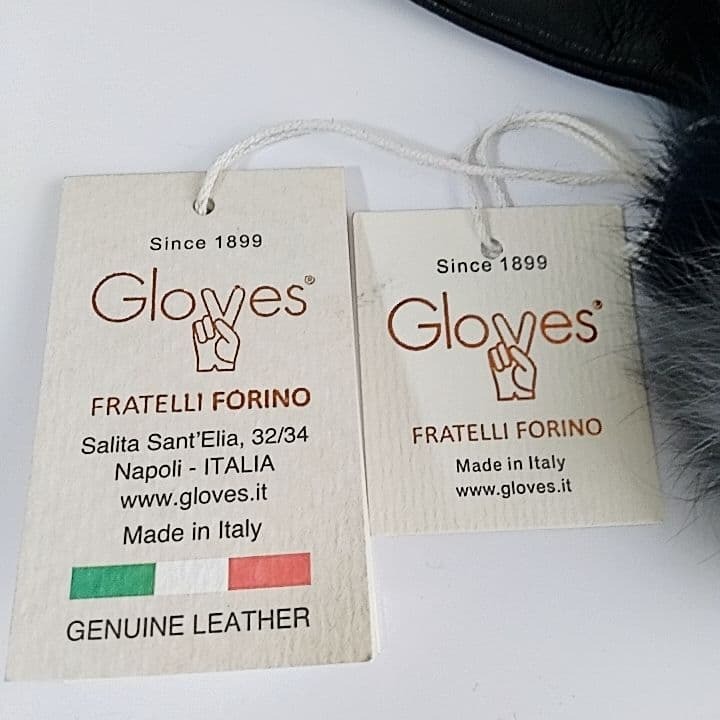 Since 1899
Gloves®
FRATELLI FORINO
Salita Sant'Elia, 32/34
Napoli - ITALIA
www.gloves.it
Made in Italy
GENUINE LEATHER
Since 1899
Gloves®
FRATELLI FORINO
Made in Italy
www.gloves.it